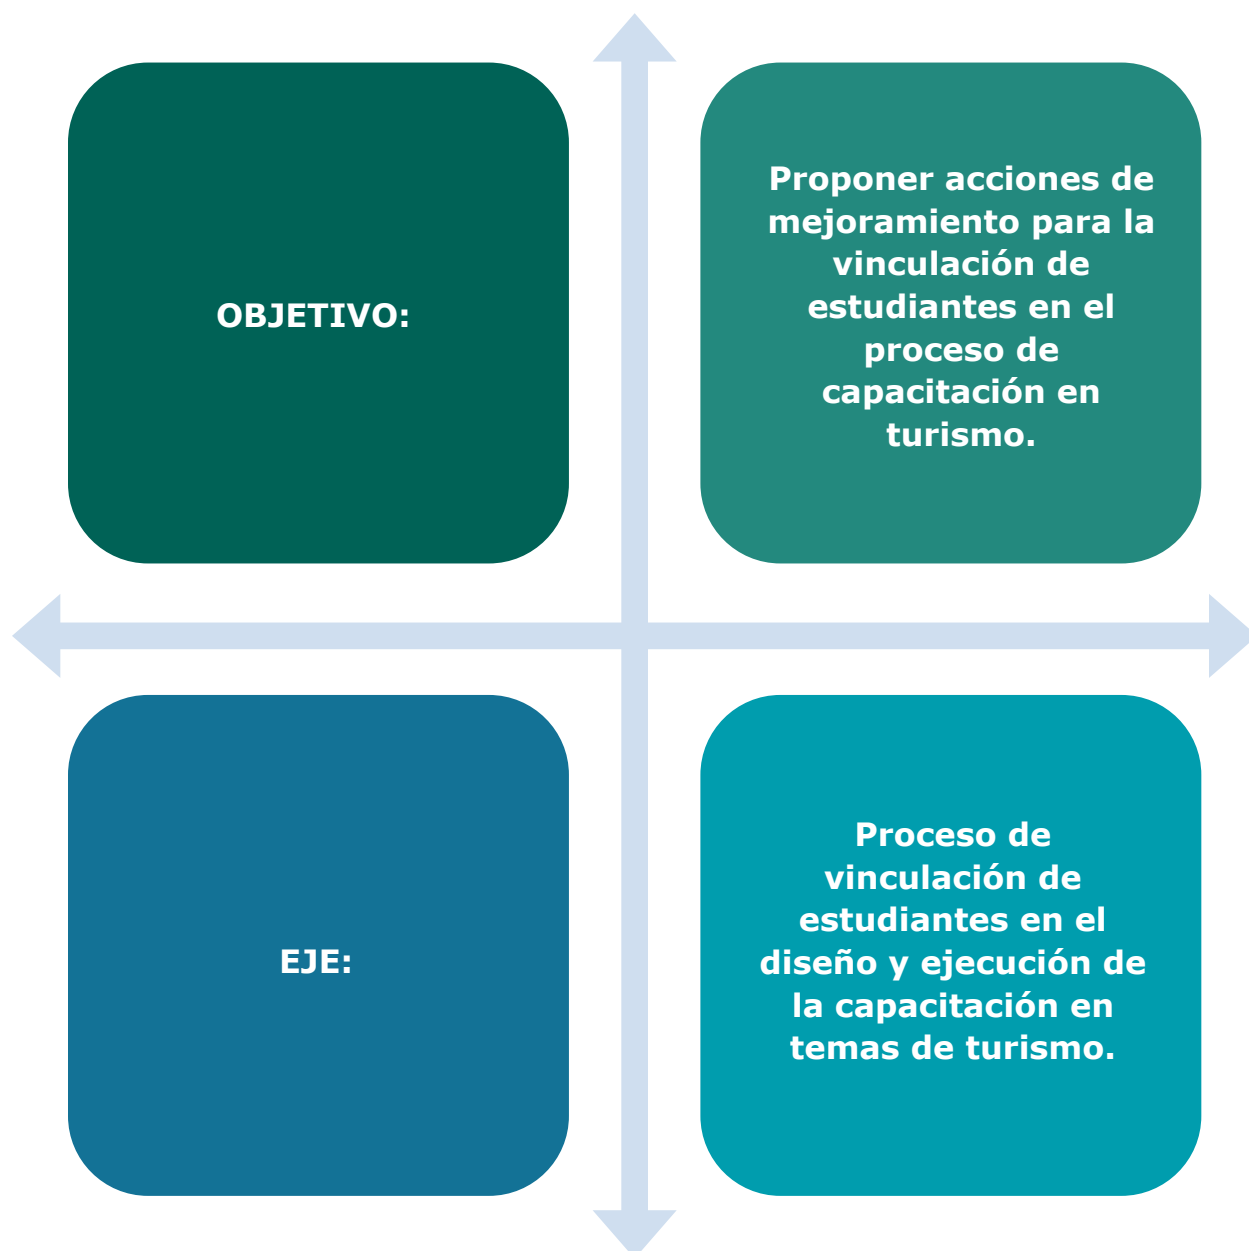 OBJETIVO:
Proponer acciones de
mejoramiento para la
vinculación de
estudiantes en el
proceso de
capacitación en
turismo.
EJE:
Proceso de
vinculación de
estudiantes en el
diseño y ejecución de
la capacitación en
temas de turismo.